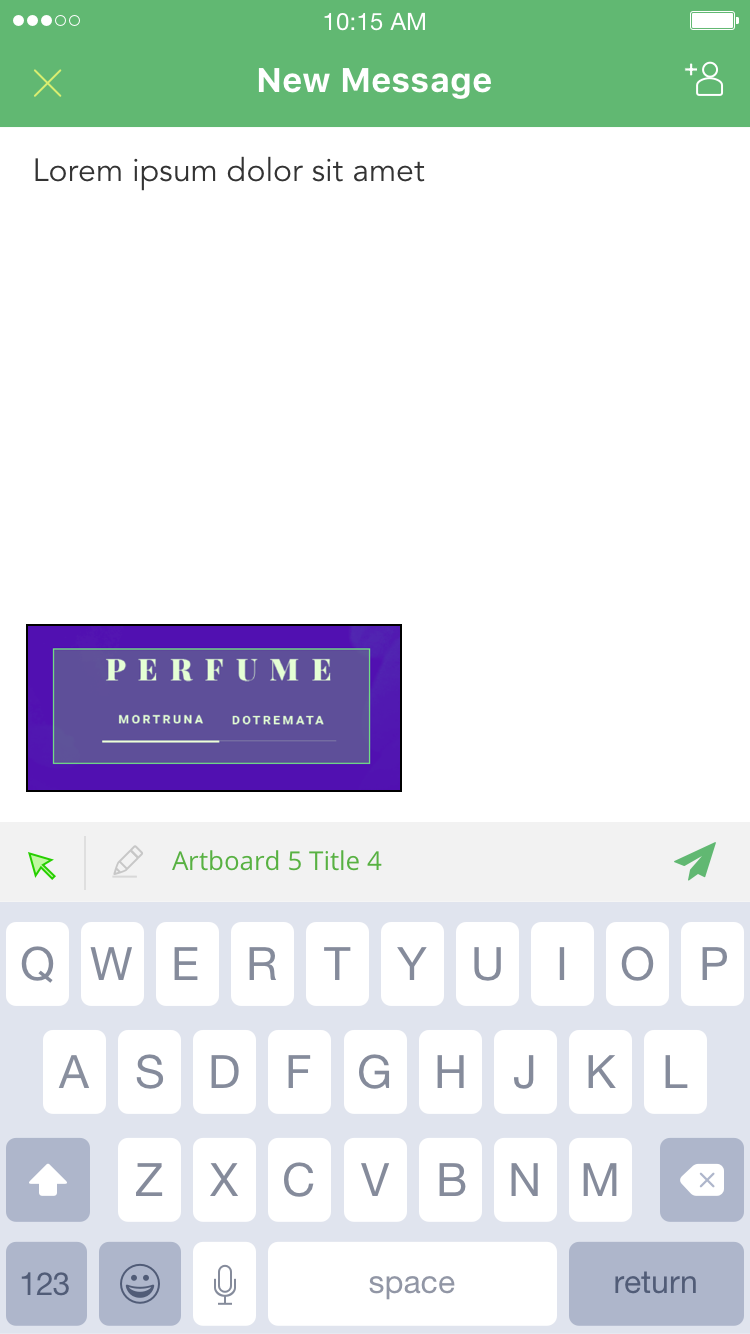 10:15 AM
New Message
Lorem ipsum dolor sit amet
PERFUME
MORTRUNA DOTREMATA
Artboard 5 Title 4
Q W E R T Y U I O P
A S D F G H J K L
Z X C V B N M
123 space return